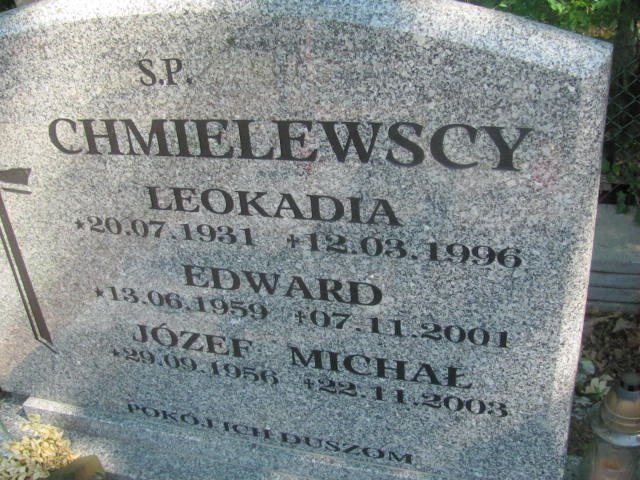 S.P.
CHMIELEWSCY
LEOKADIA
*20.07.1931 †12.03.1996
EDWARD
*13.06.1959 †07.11.2001
JÓZEF MICHAŁ
*29.09.1956 †22.11.2003
POKÓJ ICH DUSZOM